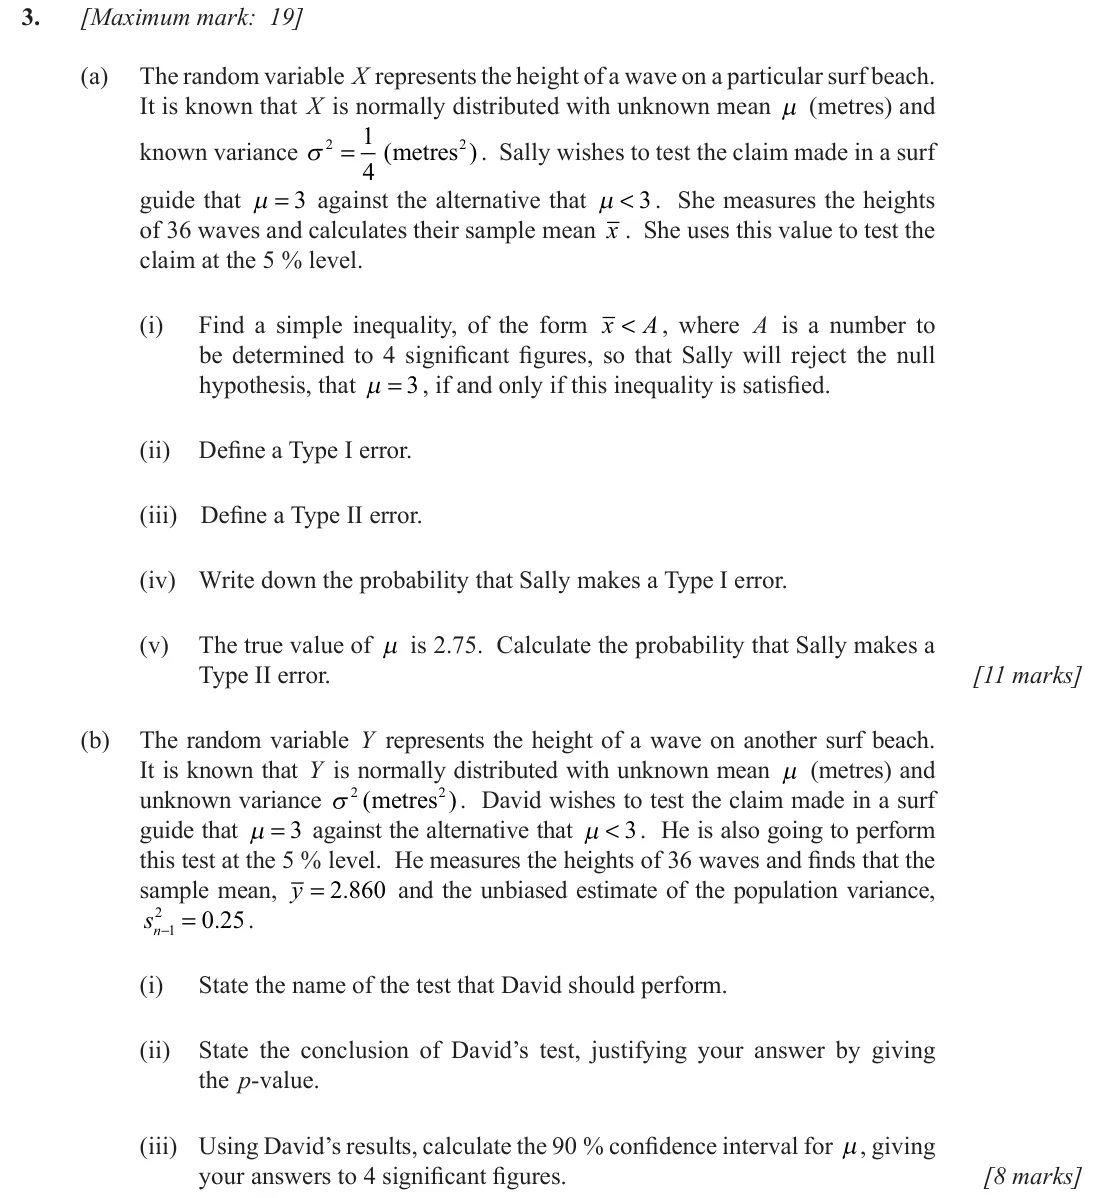 3. [Maximum mark: 19]
(a) The random variable X represents the height of a wave on a particular surf beach.
It is known that X is normally distributed with unknown mean μ (metres) and
known variance σ² = 1/4 (metres²). Sally wishes to test the claim made in a surf
guide that μ = 3 against the alternative that μ < 3. She measures the heights
of 36 waves and calculates their sample mean x̅. She uses this value to test the
claim at the 5 % level.
(i) Find a simple inequality, of the form x̅ < A, where A is a number to
be determined to 4 significant figures, so that Sally will reject the null
hypothesis, that μ = 3, if and only if this inequality is satisfied.
(ii) Define a Type I error.
(iii) Define a Type II error.
(iv) Write down the probability that Sally makes a Type I error.
(v) The true value of μ is 2.75. Calculate the probability that Sally makes a
Type II error. [11 marks]
(b) The random variable Y represents the height of a wave on another surf beach.
It is known that Y is normally distributed with unknown mean μ (metres) and
unknown variance σ² (metres²). David wishes to test the claim made in a surf
guide that μ = 3 against the alternative that μ < 3. He is also going to perform
this test at the 5 % level. He measures the heights of 36 waves and finds that the
sample mean, y̅ = 2.860 and the unbiased estimate of the population variance,
s²ₙ₋₁ = 0.25.
(i) State the name of the test that David should perform.
(ii) State the conclusion of David's test, justifying your answer by giving
the p-value.
(iii) Using David's results, calculate the 90 % confidence interval for μ, giving
your answers to 4 significant figures. [8 marks]